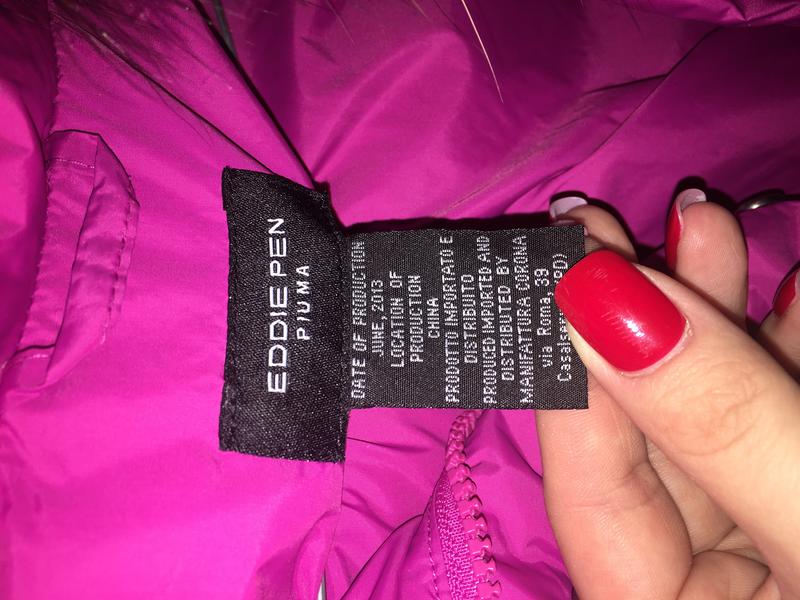 EDDIE PEN
PIUMA
DATE OF PRODUCTION
JUNE, 2013
LOCATION OF
PRODUCTION
CHINA
PRODOTTO IMPORTATO E
DISTRIBUITO
PRODUCED IMPORTED AND
DISTRIBUTED BY
MANIFATTURA CORONA
via Roma, 39
PD)